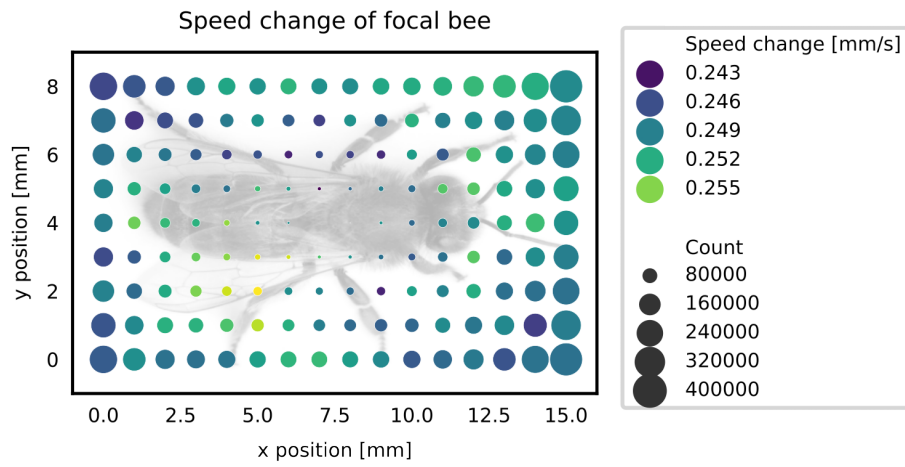 Speed change of focal bee
8
6
4
2
0
y position [mm]
0.0 2.5 5.0 7.5 10.0 12.5 15.0
x position [mm]
Speed change [mm/s]
0.243
0.246
0.249
0.252
0.255
Count
80000
160000
240000
320000
400000